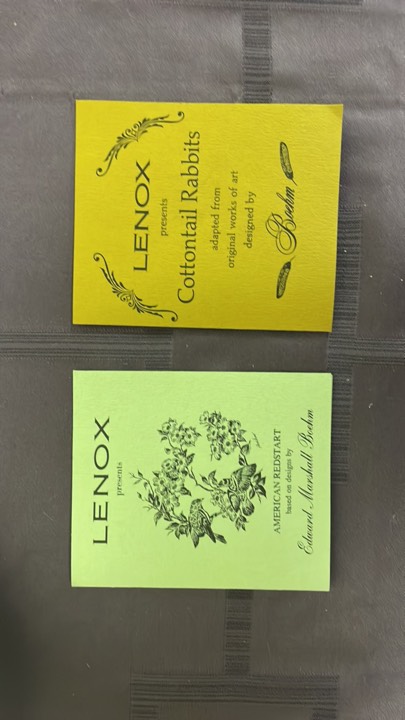 LENOX
presents
Cottontail Rabbits
adapted from
original works of art
designed by
Boehm
LENOX
presents
AMERICAN REDSTART
based on designs by
Edward Marshall Boehm